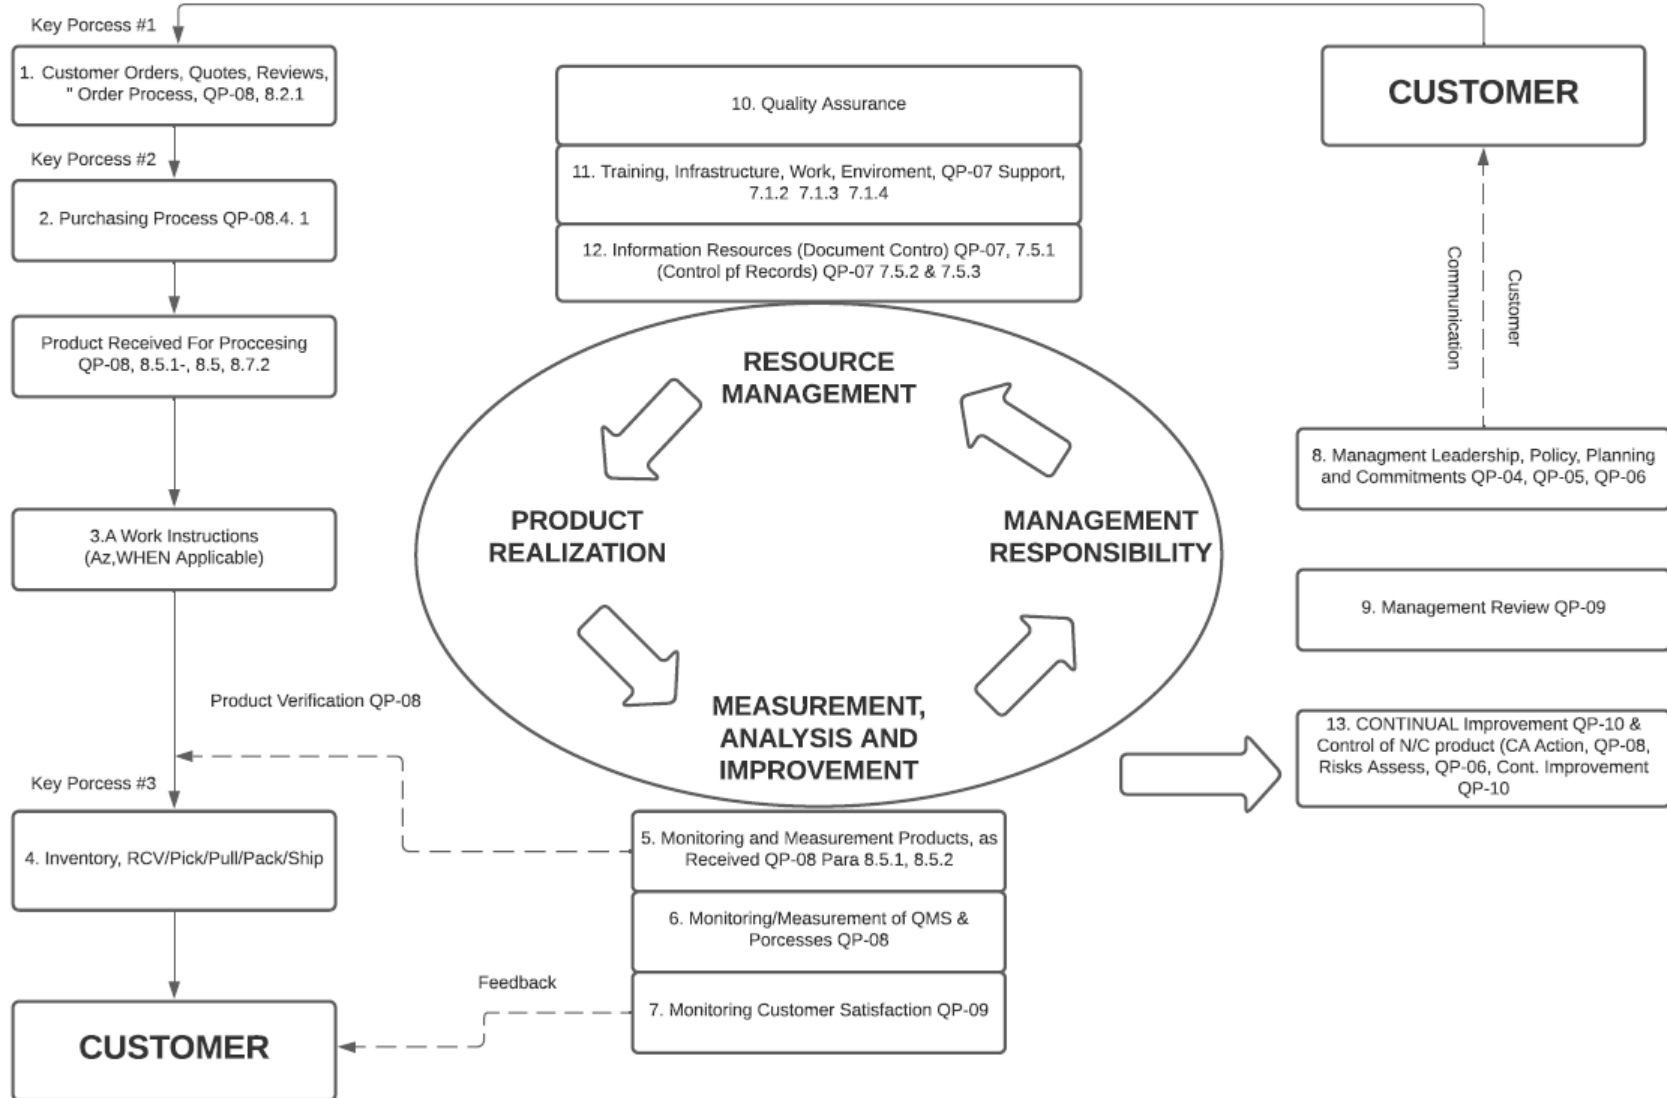 Key Porcess #1
1. Customer Orders, Quotes, Reviews,
" Order Process, QP-08, 8.2.1
Key Porcess #2
2. Purchasing Process QP-08.4. 1
Product Received For Proccesing
QP-08, 8.5.1-, 8.5, 8.7.2
3.A Work Instructions
(Az,WHEN Applicable)
Product Verification QP-08
Key Porcess #3
4. Inventory, RCV/Pick/Pull/Pack/Ship
CUSTOMER
10. Quality Assurance
11. Training, Infrastructure, Work, Enviroment, QP-07 Support,
7.1.2 7.1.3 7.1.4
12. Information Resources (Document Contro) QP-07, 7.5.1
(Control pf Records) QP-07 7.5.2 & 7.5.3
RESOURCE
MANAGEMENT
PRODUCT
REALIZATION
MANAGEMENT
RESPONSIBILITY
MEASUREMENT,
ANALYSIS AND
IMPROVEMENT
5. Monitoring and Measurement Products, as
Received QP-08 Para 8.5.1, 8.5.2
6. Monitoring/Measurement of QMS &
Porcesses QP-08
7. Monitoring Customer Satisfaction QP-09
Feedback
CUSTOMER
Customer
Communication
8. Managment Leadership, Policy, Planning
and Commitments QP-04, QP-05, QP-06
9. Management Review QP-09
13. CONTINUAL Improvement QP-10 &
Control of N/C product (CA Action, QP-08,
Risks Assess, QP-06, Cont. Improvement
QP-10